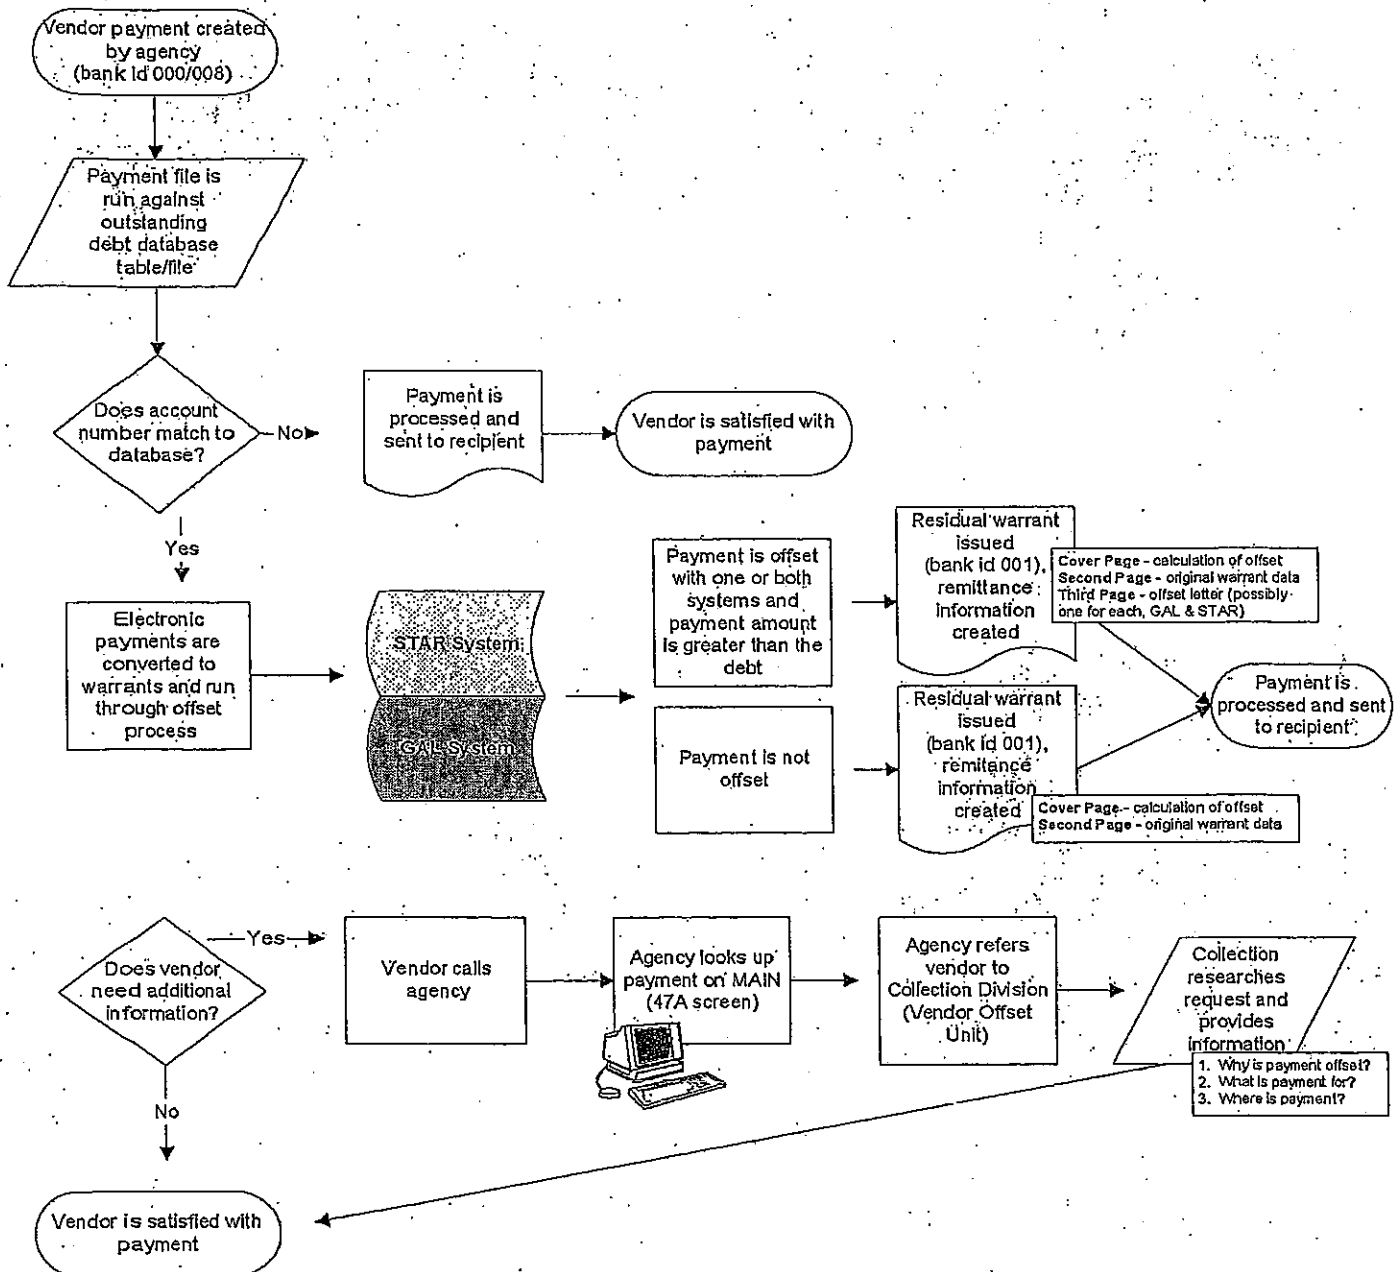 Vendor payment created
by agency
(bank id 000/008)
Payment file is
run against
outstanding
debt database
table/file
Does account
number match to
database?
No
Payment is
processed and
sent to recipient
Vendor is satisfied with
payment
Yes
Electronic
payments are
converted to
warrants and run
through offset
process
STAR System
GAL System
Payment is offset
with one or both
systems and
payment amount
is greater than the
debt
Residual warrant
issued
(bank id 001),
remittance
information
created
Cover Page - calculation of offset
Second Page - original warrant data
Third Page - offset letter (possibly
one for each, GAL & STAR)
Payment is not
offset
Residual warrant
issued
(bank id 001),
remittance
information
created
Cover Page - calculation of offset
Second Page - original warrant data
Payment is
processed and sent
to recipient
Does vendor
need additional
information?
Yes
Vendor calls
agency
Agency looks up
payment on MAIN
(47A screen)
Agency refers
vendor to
Collection Division
(Vendor Offset
Unit)
Collection
researches
request and
provides
information
1. Why is payment offset?
2. What is payment for?
3. Where is payment?
No
Vendor is satisfied with
payment